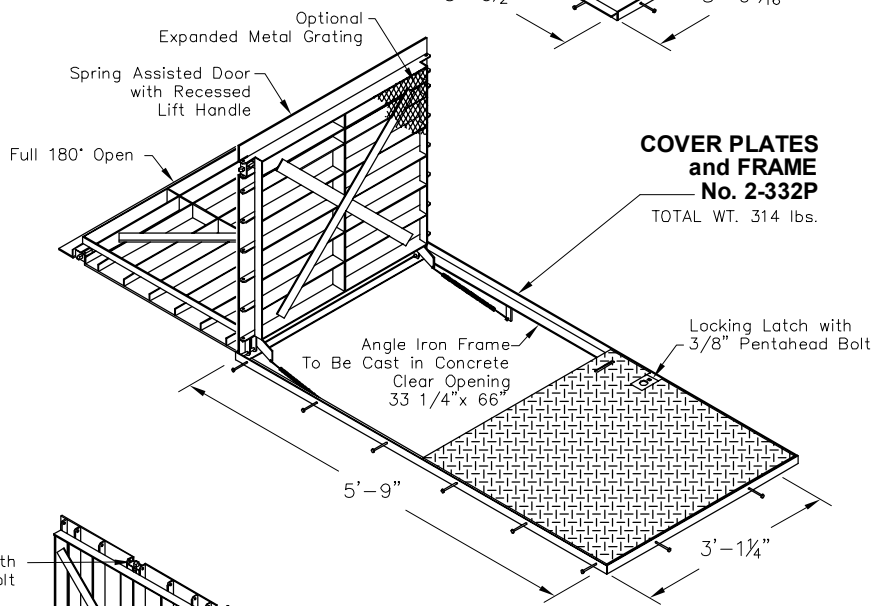 Optional
Expanded Metal Grating
Spring Assisted Door
with Recessed
Lift Handle
Full 180° Open
COVER PLATES
and FRAME
No. 2-332P
TOTAL WT. 314 lbs.
Locking Latch with
3/8" Pentahead Bolt
Angle Iron Frame
To Be Cast in Concrete
Clear Opening
33 1/4"x 66"
5'-9"
3'-1¼"